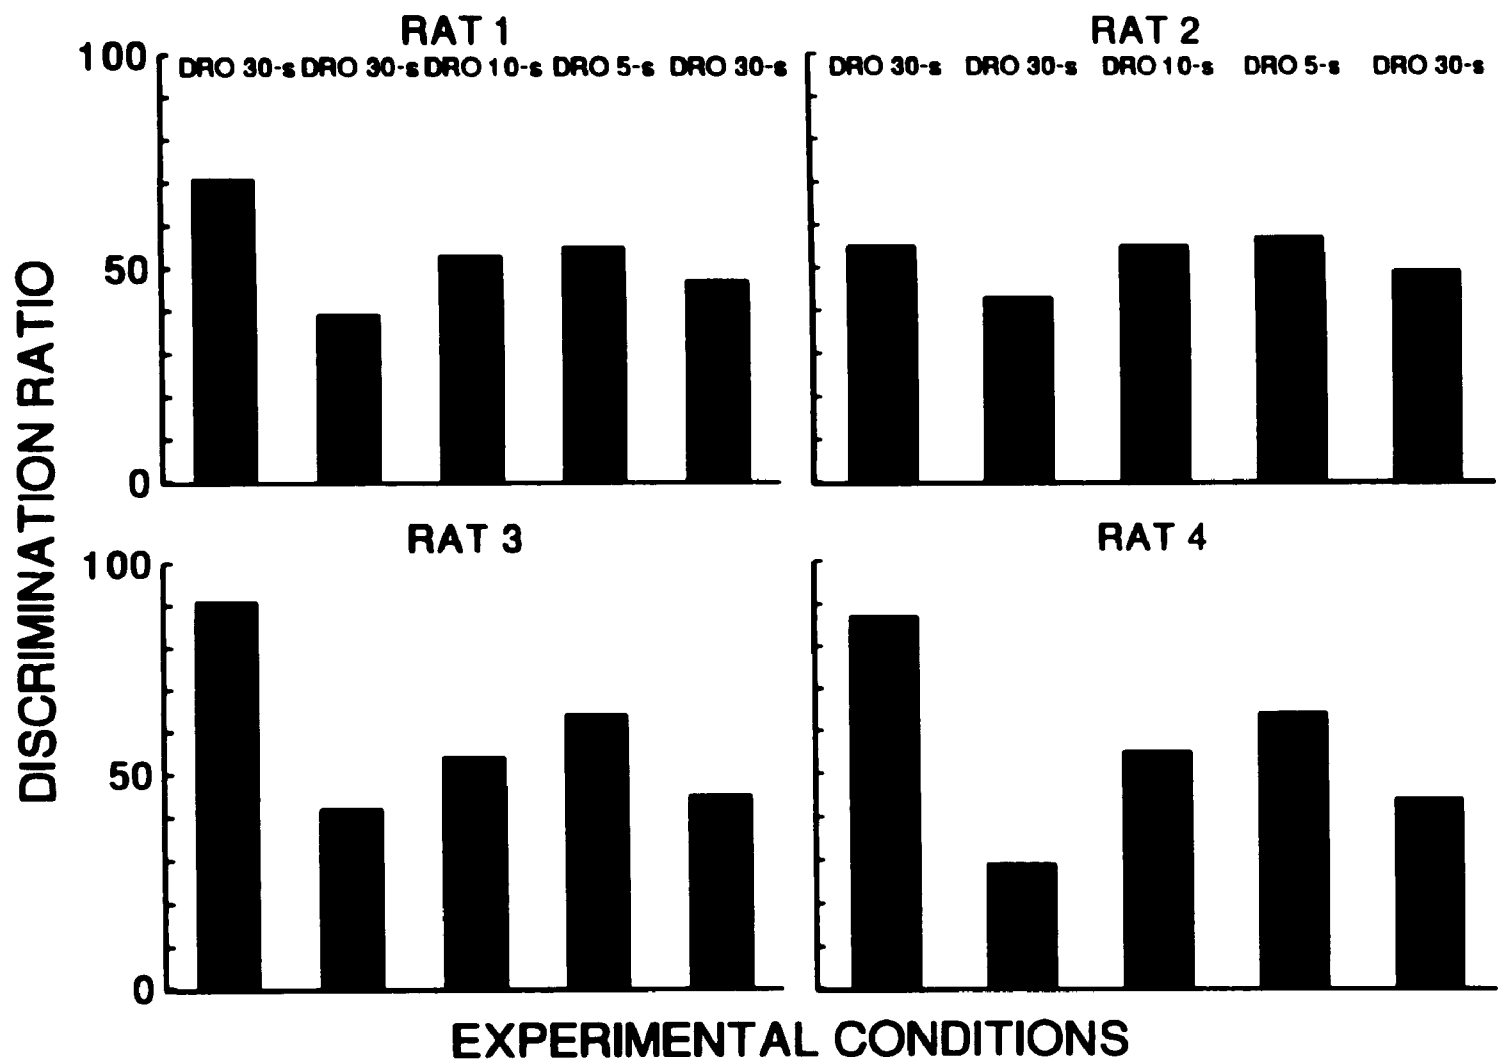 RAT 1
RAT 2
100
DRO 30-s DRO 30-s DRO 10-s DRO 5-s DRO 30-s
DRO 30-s DRO 30-s DRO 10-s DRO 5-s DRO 30-s
50
0
DISCRIMINATION RATIO
RAT 3
RAT 4
100
50
0
EXPERIMENTAL CONDITIONS